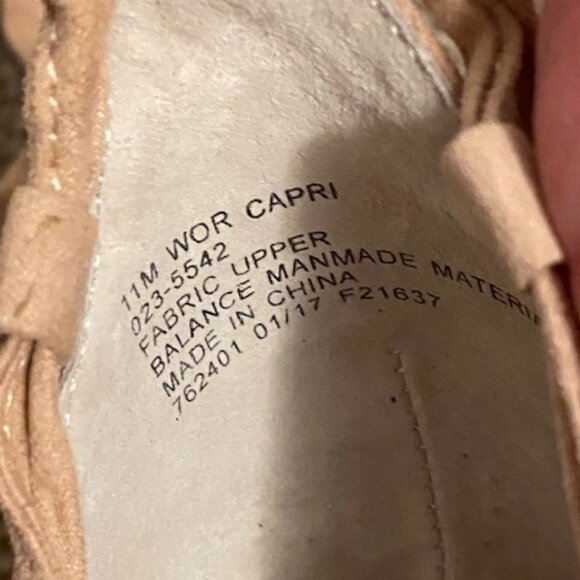 11M WOR CAPRI
023-5542
FABRIC UPPER
BALANCE MANMADE
MADE IN CHINA
762401 01/17 F21637